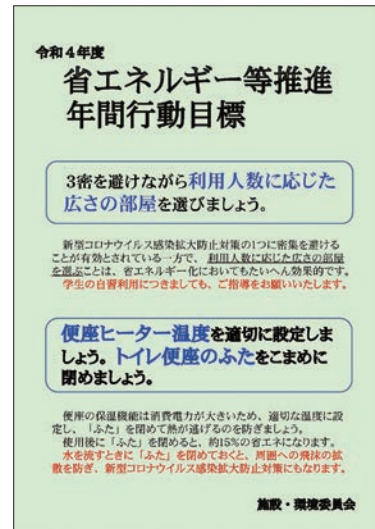 令和４年度
省エネルギー等推進
年間行動目標
3密を避けながら利用人数に応じた
広さの部屋を選びましょう。
新型コロナウイルス感染拡大防止対策の1つに密集を避ける
ことが有効とされている一方で、利用人数に応じた広さの部屋
を選ぶことは、省エネルギー化においてもたいへん効果的です。
学生の自習利用につきましても、ご指導をお願いいたします。
便座ヒーター温度を適切に設定しま
しょう。トイレ便座のふたをこまめに
閉めましょう。
便座の保温機能は消費電力が大きいため、適切な温度に設
定し、「ふた」を閉めて熱が逃げるのを防ぎましょう。
使用後に「ふた」を閉めると、約15%の省エネになります。
水を流すときに「ふた」を閉めておくと、周囲への飛沫の拡
散を防ぎ、新型コロナウイルス感染拡大防止対策にもなります。
施設・環境委員会